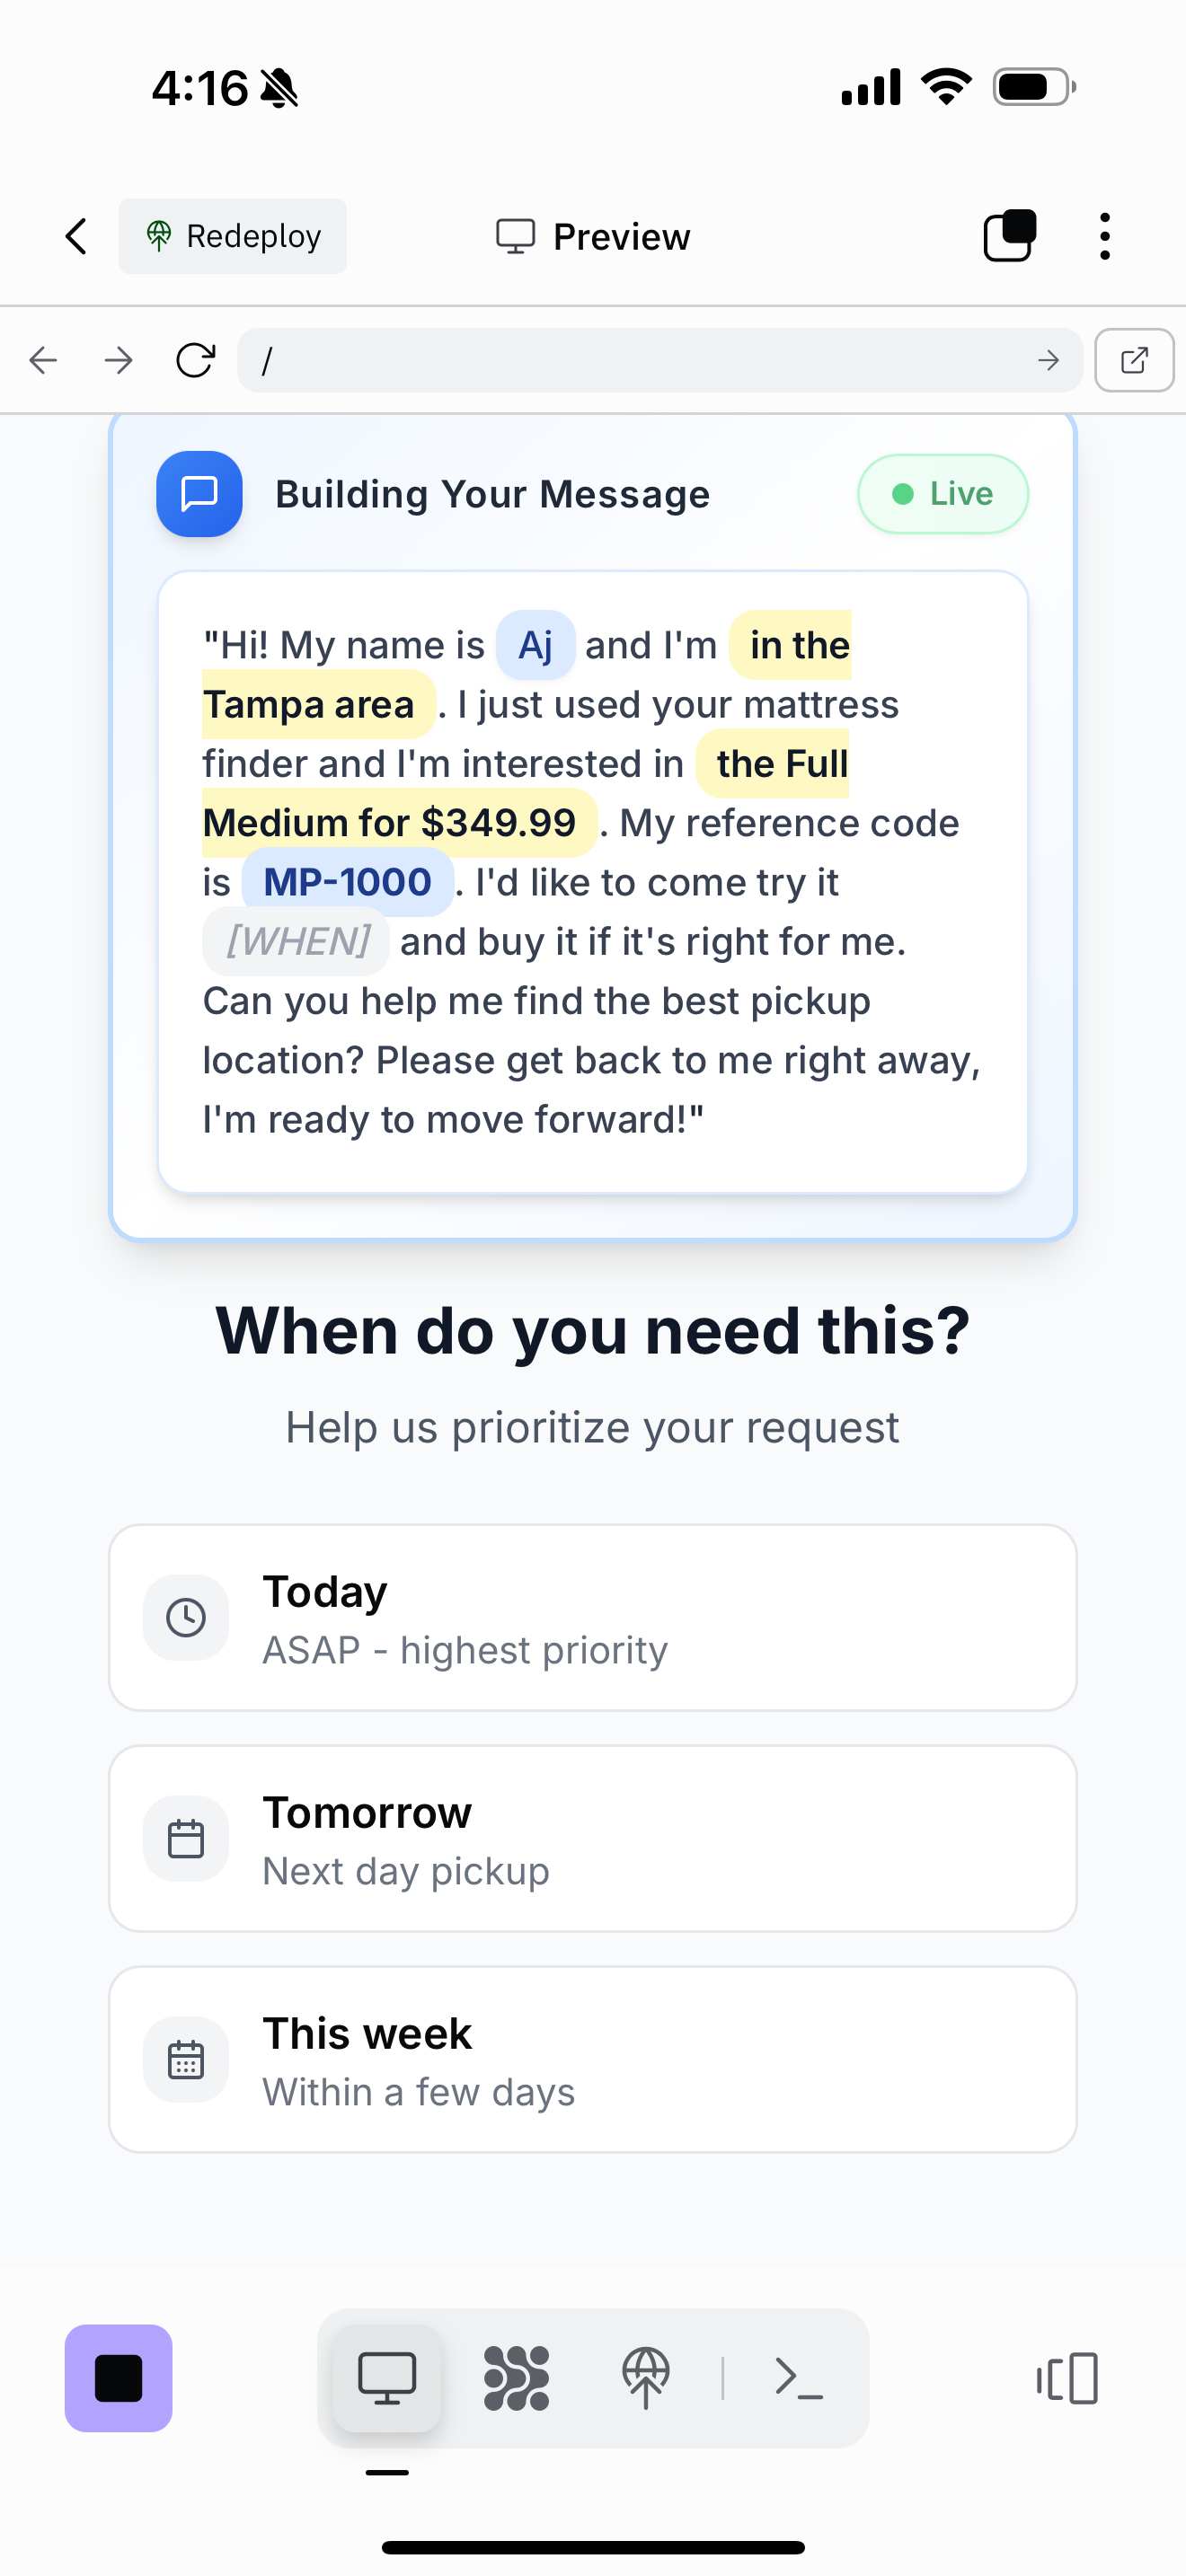 4:16
Redeploy
Preview
/
Building Your Message
Live
"Hi! My name is Aj and I'm in the
Tampa area . I just used your mattress
finder and I'm interested in the Full
Medium for $349.99 . My reference code
is MP-1000 . I'd like to come try it
[WHEN] and buy it if it's right for me.
Can you help me find the best pickup
location? Please get back to me right away,
I'm ready to move forward!"
When do you need this?
Help us prioritize your request
Today
ASAP - highest priority
Tomorrow
Next day pickup
This week
Within a few days